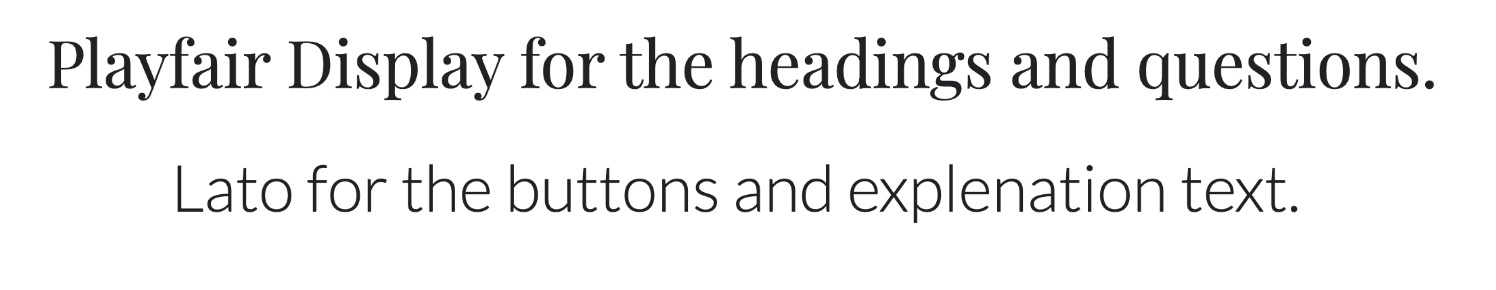 Playfair Display for the headings and questions.
Lato for the buttons and explenation text.